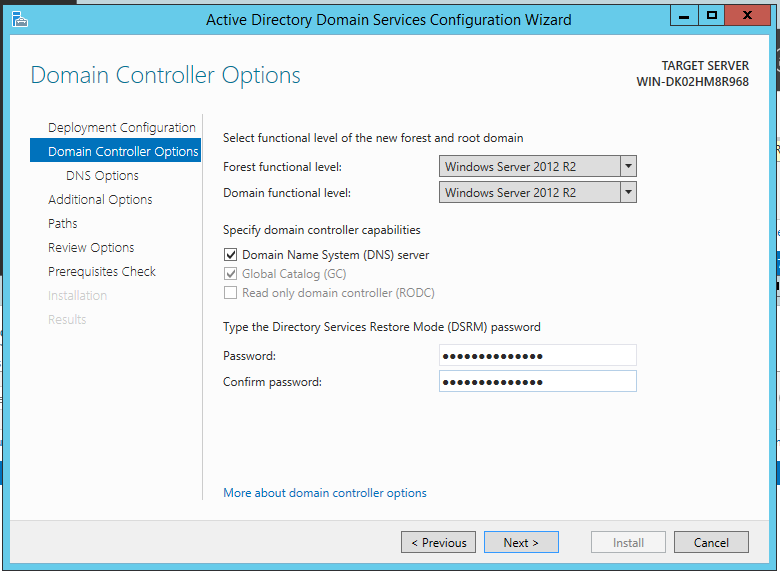 Active Directory Domain Services Configuration Wizard
Domain Controller Options
TARGET SERVER
WIN-DK02HM8R968
Deployment Configuration
Domain Controller Options
DNS Options
Additional Options
Paths
Review Options
Prerequisites Check
Installation
Results
Select functional level of the new forest and root domain
Forest functional level: Windows Server 2012 R2
Domain functional level: Windows Server 2012 R2
Specify domain controller capabilities
Domain Name System (DNS) server
Global Catalog (GC)
Read only domain controller (RODC)
Type the Directory Services Restore Mode (DSRM) password
Password: ●●●●●●●●●●●●●●
Confirm password: ●●●●●●●●●●●●●●
More about domain controller options
< Previous Next > Install Cancel